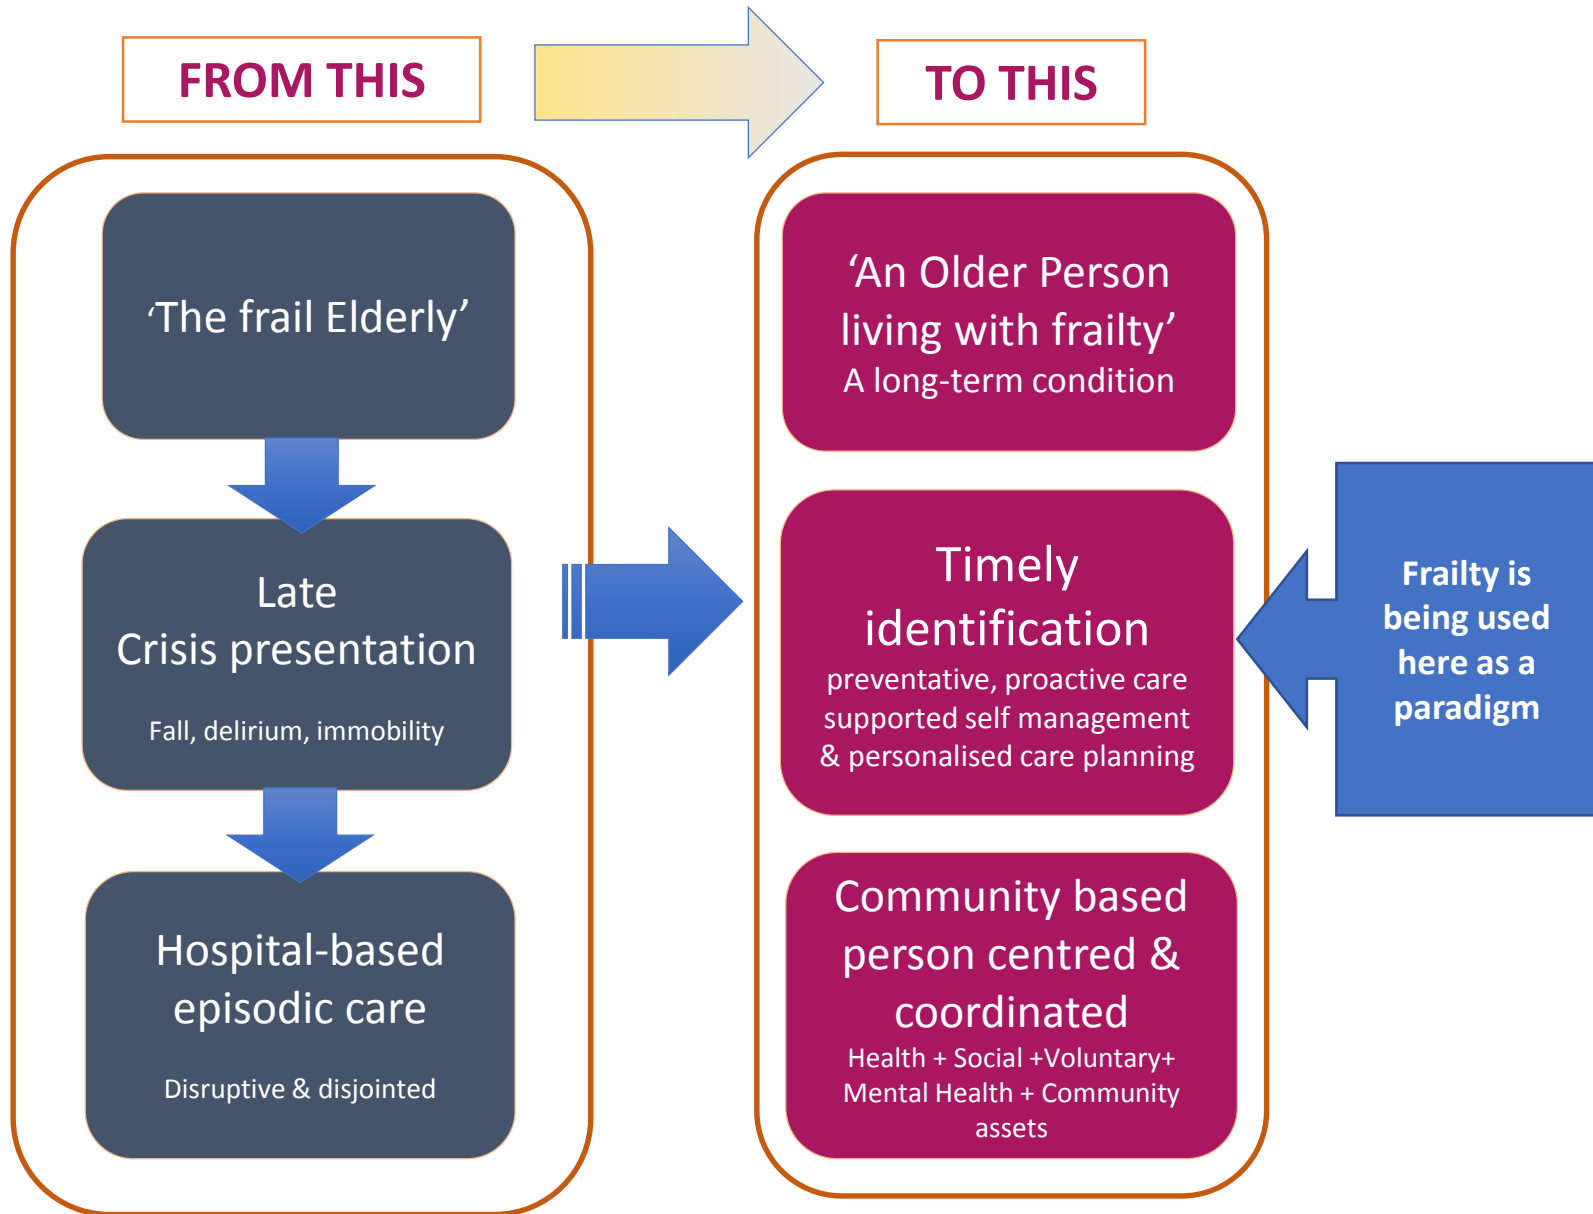 FROM THIS
TO THIS
‘The frail Elderly’
Late
Crisis presentation
Fall, delirium, immobility
Hospital-based
episodic care
Disruptive & disjointed
‘An Older Person
living with frailty’
A long-term condition
Timely
identification
preventative, proactive care
supported self management
& personalised care planning
Community based
person centred &
coordinated
Health + Social +Voluntary+
Mental Health + Community
assets
Frailty is
being used
here as a
paradigm